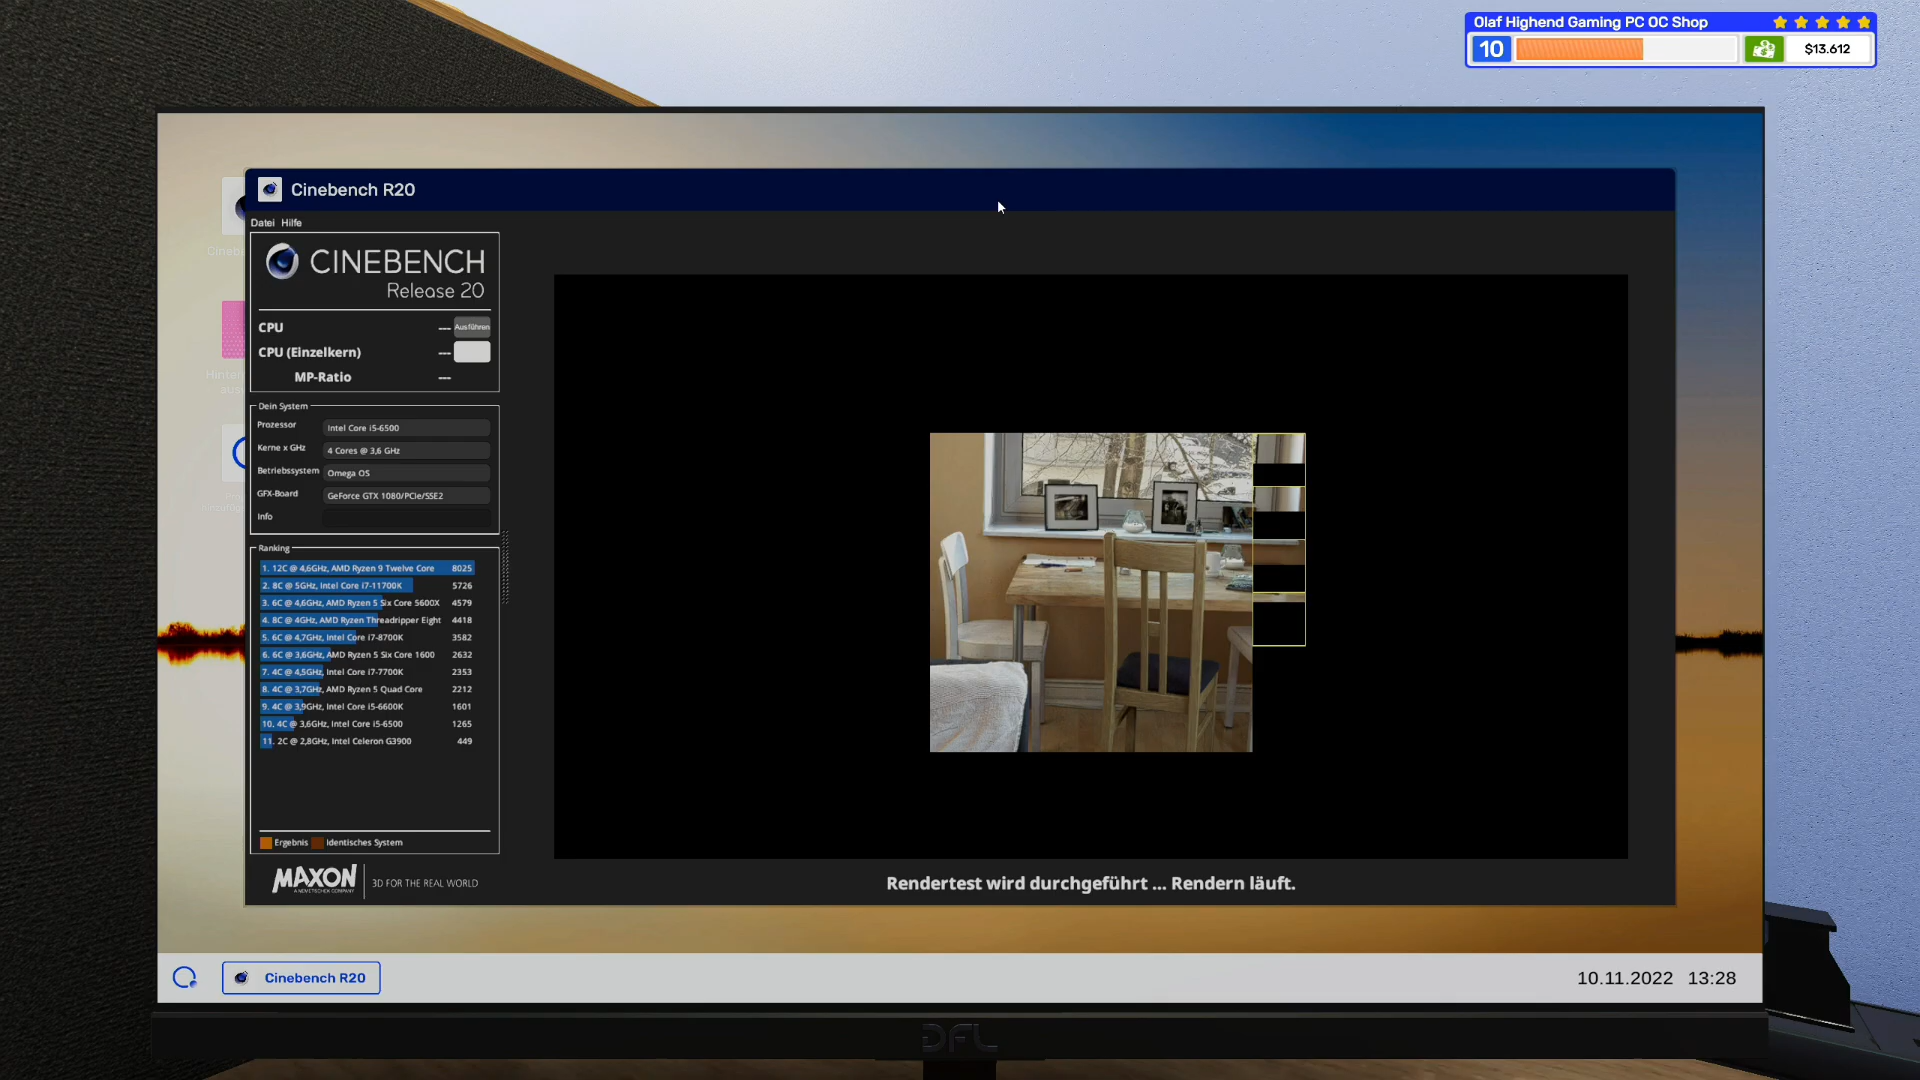 Olaf Highend Gaming PC OC Shop
10 $13.612
Cinebench R20
Datei Hilfe
CINEBENCH
Release 20
CPU --- Ausführen
CPU (Einzelkern) ---
MP-Ratio ---
Dein System
Prozessor Intel Core i5-6500
Kerne x GHz 4 Cores @ 3,6 GHz
Betriebssystem Omega OS
GFX-Board GeForce GTX 1080/PCIe/SSE2
Info
Ranking
1. 12C @ 4,6GHz, AMD Ryzen 9 Twelve Core 8025
2. 8C @ 5GHz, Intel Core i7-11700K 5726
3. 6C @ 4,6GHz, AMD Ryzen 5 Six Core 5600X 4579
4. 8C @ 4GHz, AMD Ryzen Threadripper Eight 4418
5. 6C @ 4,7GHz, Intel Core i7-8700K 3582
6. 6C @ 3,6GHz, AMD Ryzen 5 Six Core 1600 2632
7. 4C @ 4,5GHz, Intel Core i7-7700K 2353
8. 4C @ 3,7GHz, AMD Ryzen 5 Quad Core 2212
9. 4C @ 3,9GHz, Intel Core i5-6600K 1601
10. 4C @ 3,6GHz, Intel Core i5-6500 1265
11. 2C @ 2,8GHz, Intel Celeron G3900 449
Ergebnis Identisches System
MAXON
A NEMETSCHEK COMPANY
3D FOR THE REAL WORLD
Rendertest wird durchgeführt ... Rendern läuft.
Cinebench R20
10.11.2022 13:28
DFL